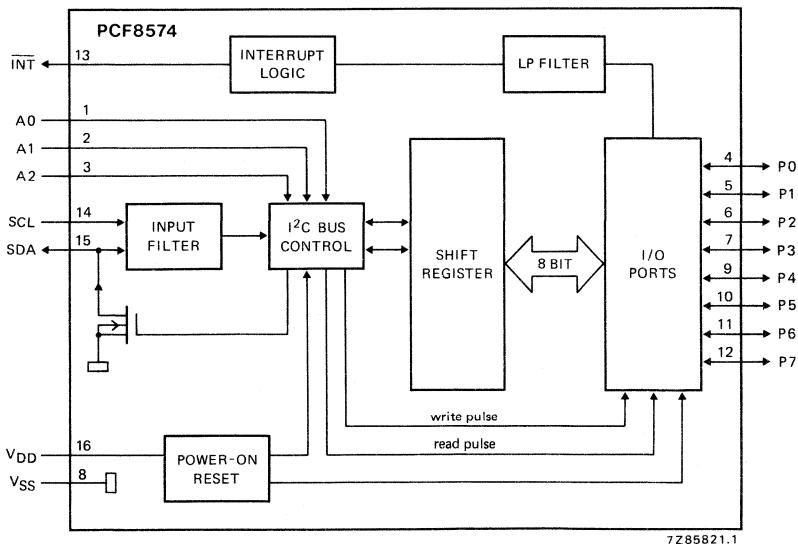 PCF8574
INT 13
INTERRUPT
LOGIC
LP FILTER
A0 1
A1 2
A2 3
SCL 14
SDA 15
INPUT
FILTER
I²C BUS
CONTROL
SHIFT
REGISTER
8 BIT
I/O
PORTS
4 P0
5 P1
6 P2
7 P3
9 P4
10 P5
11 P6
12 P7
write pulse
read pulse
VDD 16
VSS 8
POWER-ON
RESET
7Z85821.1